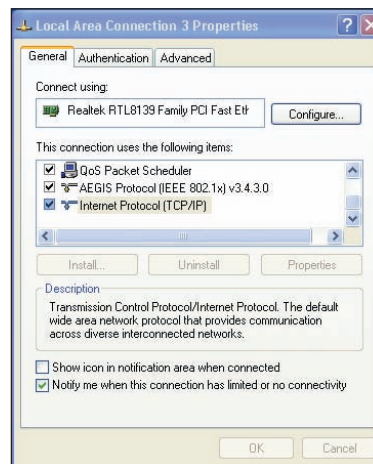 Local Area Connection 3 Properties
General Authentication Advanced
Connect using:
Realtek RTL8139 Family PCI Fast Eth
Configure...
This connection uses the following items:
QoS Packet Scheduler
AEGIS Protocol (IEEE 802.1x) v3.4.3.0
Internet Protocol (TCP/IP)
Install... Uninstall Properties
Description
Transmission Control Protocol/Internet Protocol. The default
wide area network protocol that provides communication
across diverse interconnected networks.
Show icon in notification area when connected
Notify me when this connection has limited or no connectivity
OK Cancel